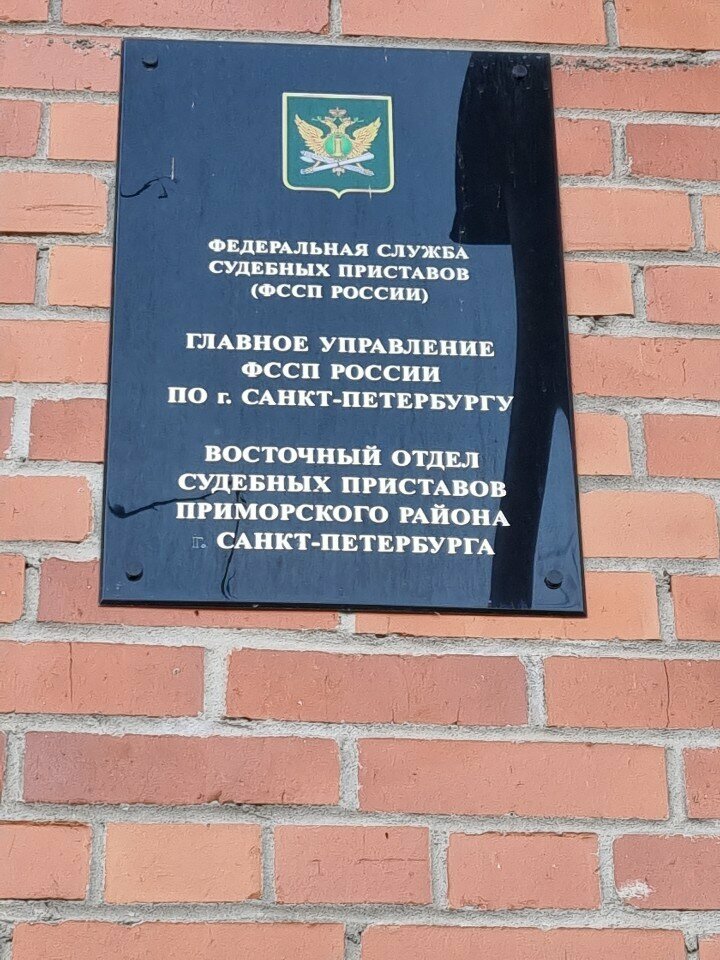 ФЕДЕРАЛЬНАЯ СЛУЖБА
СУДЕБНЫХ ПРИСТАВОВ
(ФССП РОССИИ)
ГЛАВНОЕ УПРАВЛЕНИЕ
ФССП РОССИИ
ПО г. САНКТ-ПЕТЕРБУРГУ
ВОСТОЧНЫЙ ОТДЕЛ
СУДЕБНЫХ ПРИСТАВОВ
ПРИМОРСКОГО РАЙОНА
г. САНКТ-ПЕТЕРБУРГА